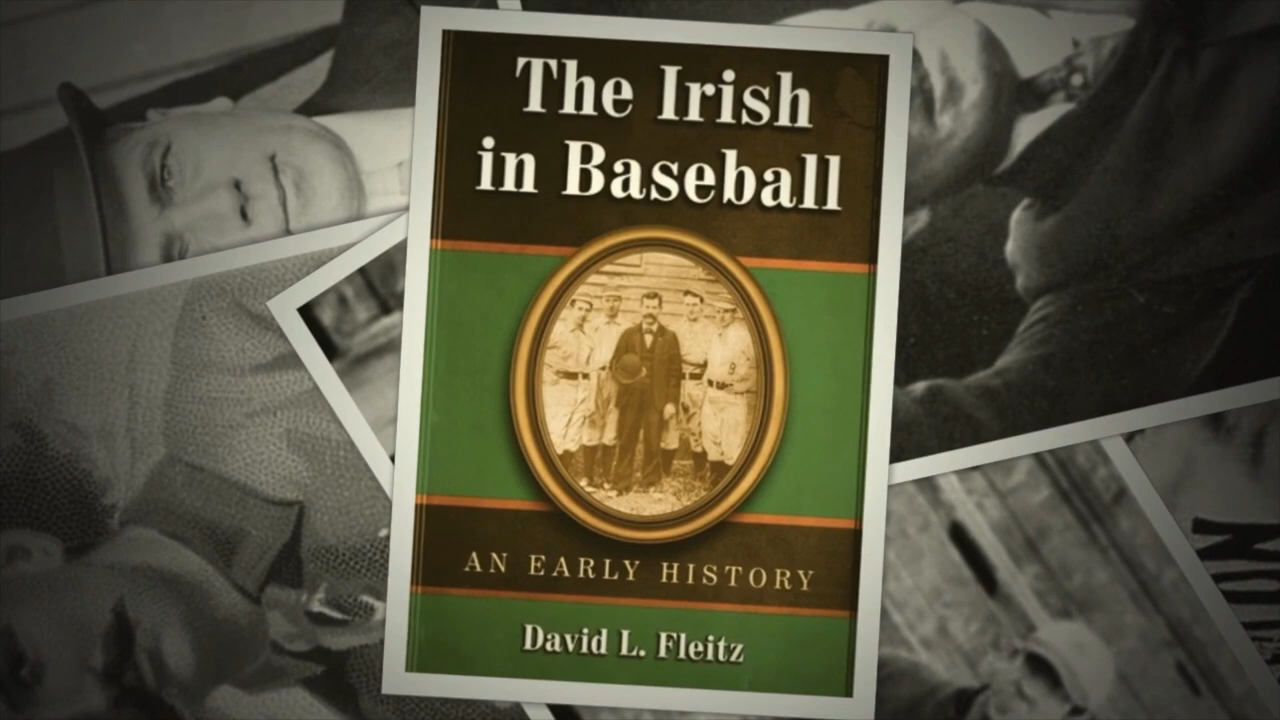 The Irish
in Baseball
AN EARLY HISTORY
David L. Fleitz